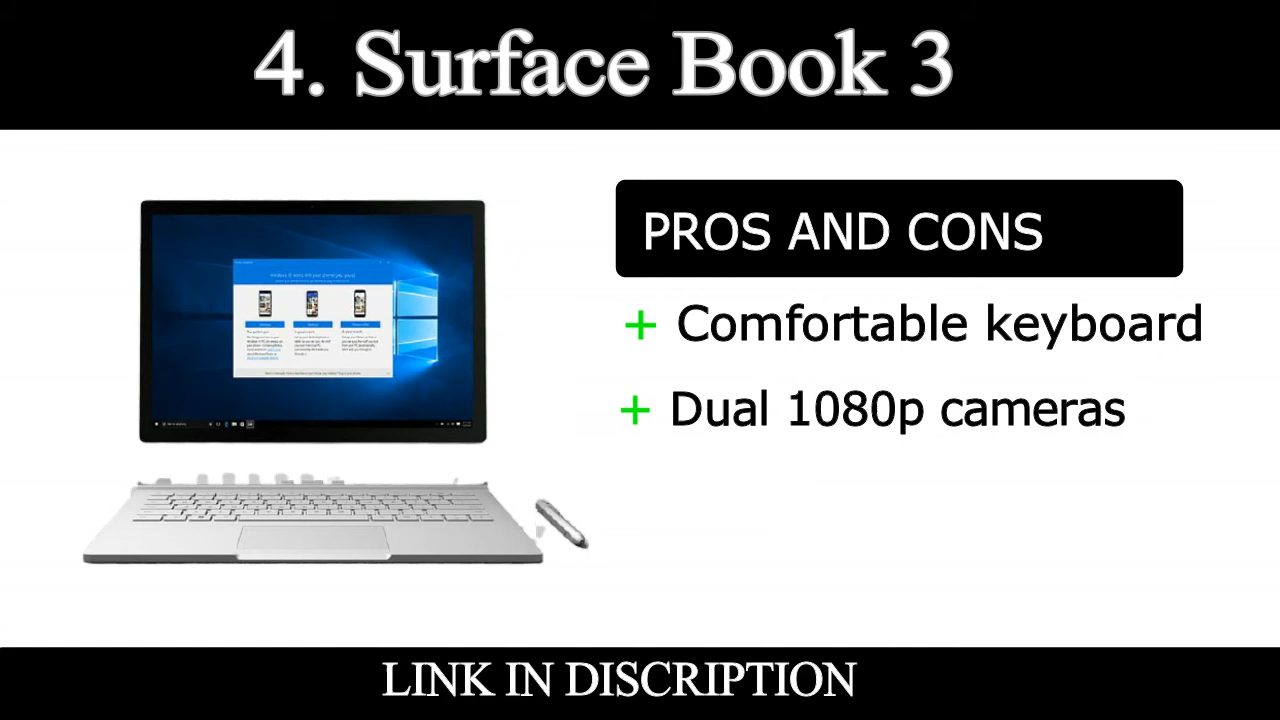 4. Surface Book 3
PROS AND CONS
+ Comfortable keyboard
+ Dual 1080p cameras
LINK IN DISCRIPTION